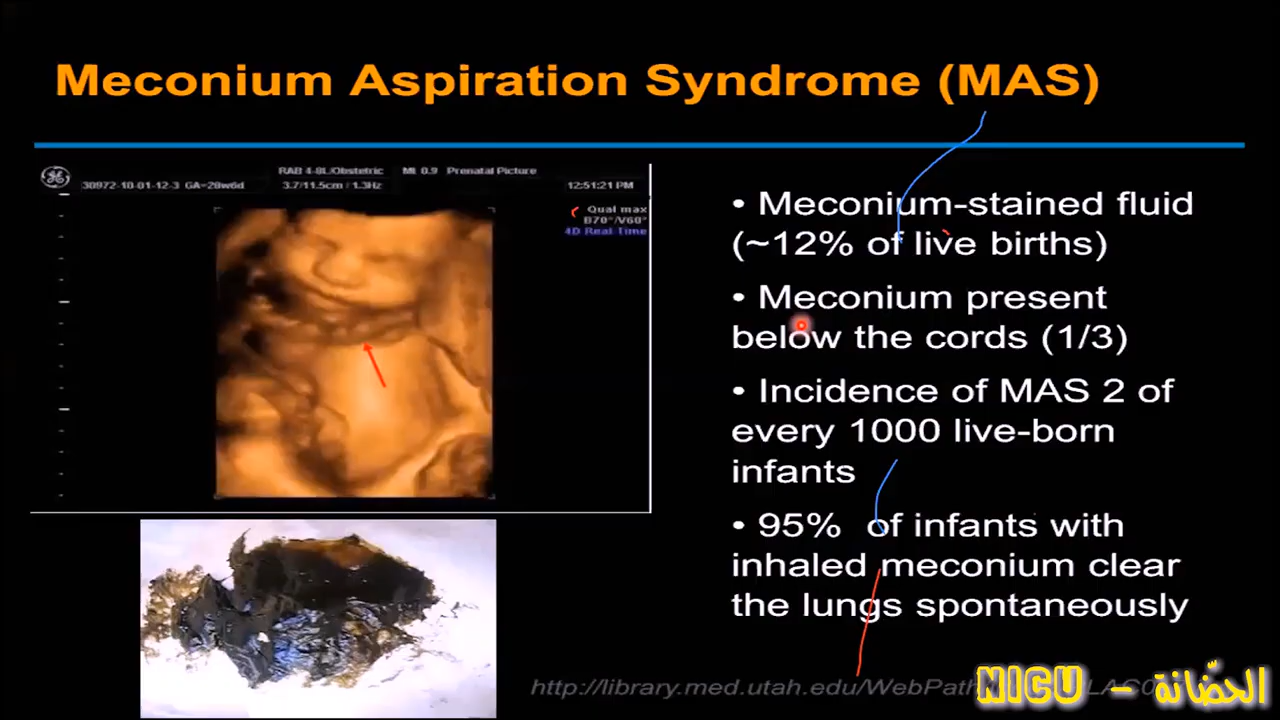 Meconium Aspiration Syndrome (MAS)
RAB 4-8L/Obstetric MI 0.9 Prenatal Picture
30972-10-01-12-3 GA=28w6d 3.7/11.5cm / 1.3Hz 12:51:21 PM
Qual max
B70°/V60°
4D Real Time
• Meconium-stained fluid
(~12% of live births)
• Meconium present
below the cords (1/3)
• Incidence of MAS 2 of
every 1000 live-born
infants
• 95% of infants with
inhaled meconium clear
the lungs spontaneously
http://library.med.utah.edu/WebPath
NICU - الحضّانة